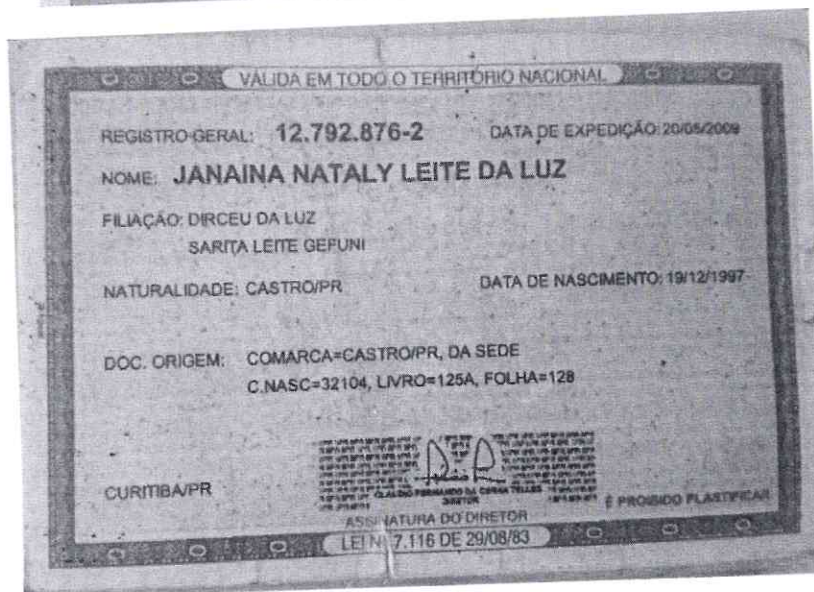 VÁLIDA EM TODO O TERRITÓRIO NACIONAL
REGISTRO GERAL: 12.792.876-2 DATA DE EXPEDIÇÃO: 20/05/2009
NOME: JANAINA NATALY LEITE DA LUZ
FILIAÇÃO: DIRCEU DA LUZ
SARITA LEITE GEFUNI
NATURALIDADE: CASTRO/PR DATA DE NASCIMENTO: 19/12/1997
DOC. ORIGEM: COMARCA=CASTRO/PR, DA SEDE
C.NASC=32104, LIVRO=125A, FOLHA=128
CURITIBA/PR
DIRETOR
É PROIBIDO PLASTIFICAR
ASSINATURA DO DIRETOR
LEI Nº 7.116 DE 29/08/83